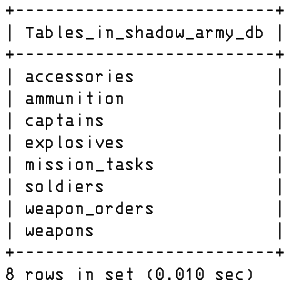 +---------------------------+
| Tables_in_shadow_army_db |
+---------------------------+
| accessories |
| ammunition |
| captains |
| explosives |
| mission_tasks |
| soldiers |
| weapon_orders |
| weapons |
+---------------------------+
8 rows in set (0.010 sec)